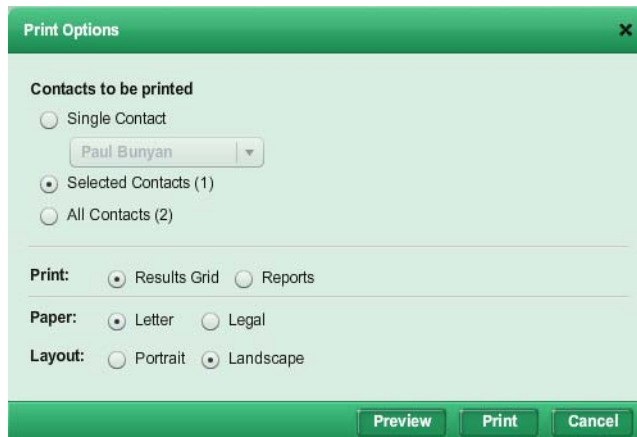 Print Options
Contacts to be printed
Single Contact
Paul Bunyan
Selected Contacts (1)
All Contacts (2)
Print: Results Grid Reports
Paper: Letter Legal
Layout: Portrait Landscape
Preview Print Cancel